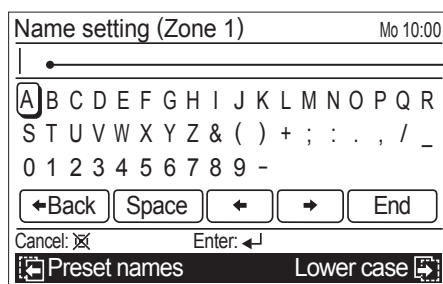 Name setting (Zone 1) Mo 10:00
A B C D E F G H I J K L M N O P Q R
S T U V W X Y Z & ( ) + ; : . , / _
0 1 2 3 4 5 6 7 8 9 -
←Back Space ← → End
Cancel: Enter: ↵
Preset names Lower case